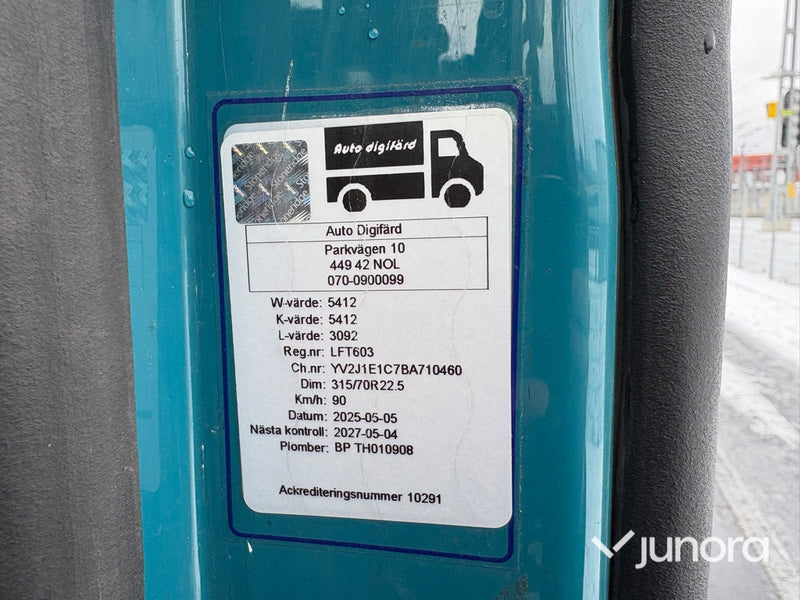 Auto digifärd
Stoneridge
Auto Digifärd
Parkvägen 10
449 42 NOL
070-0900099
W-värde: 5412
K-värde: 5412
L-värde: 3092
Reg.nr: LFT603
Ch.nr: YV2J1E1C7BA710460
Dim: 315/70R22.5
Km/h: 90
Datum: 2025-05-05
Nästa kontroll: 2027-05-04
Plomber: BP TH010908
Ackrediteringsnummer 10291
junora